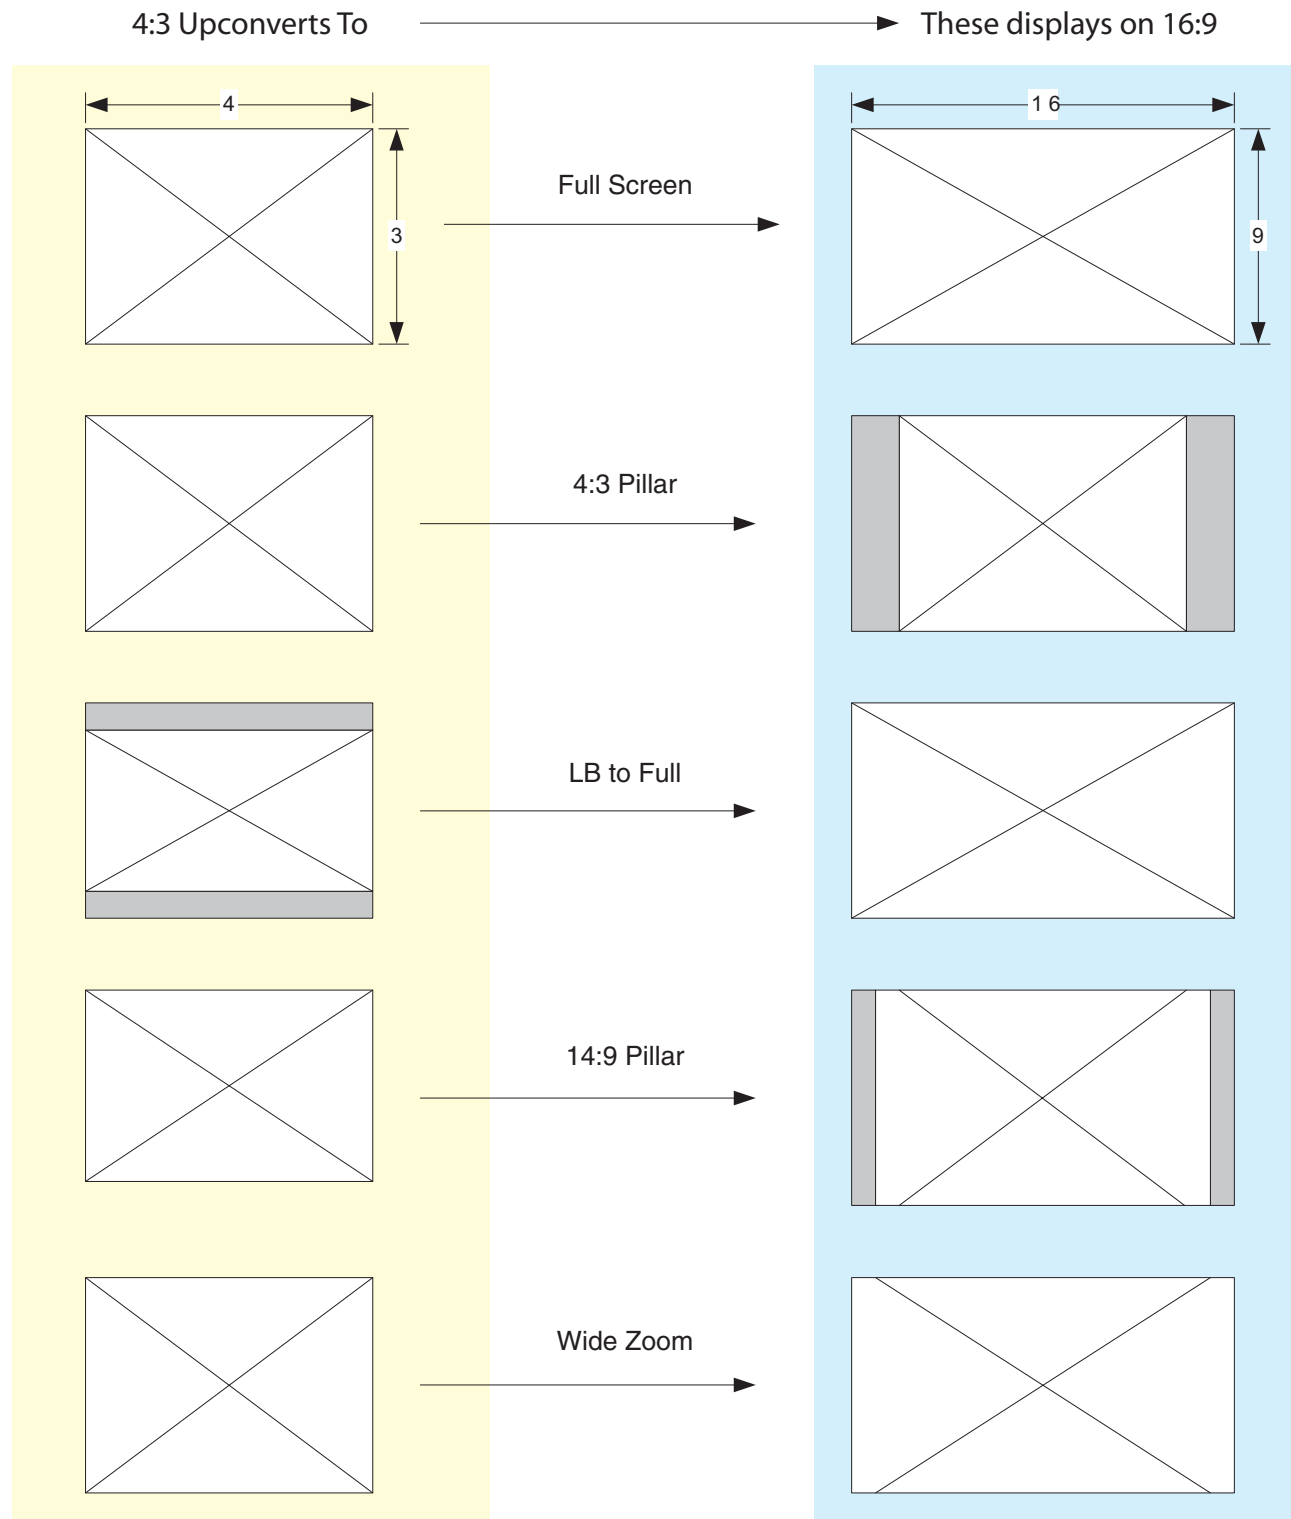 4:3 Upconverts To
These displays on 16:9
4
1 6
3
9
Full Screen
4:3 Pillar
LB to Full
14:9 Pillar
Wide Zoom